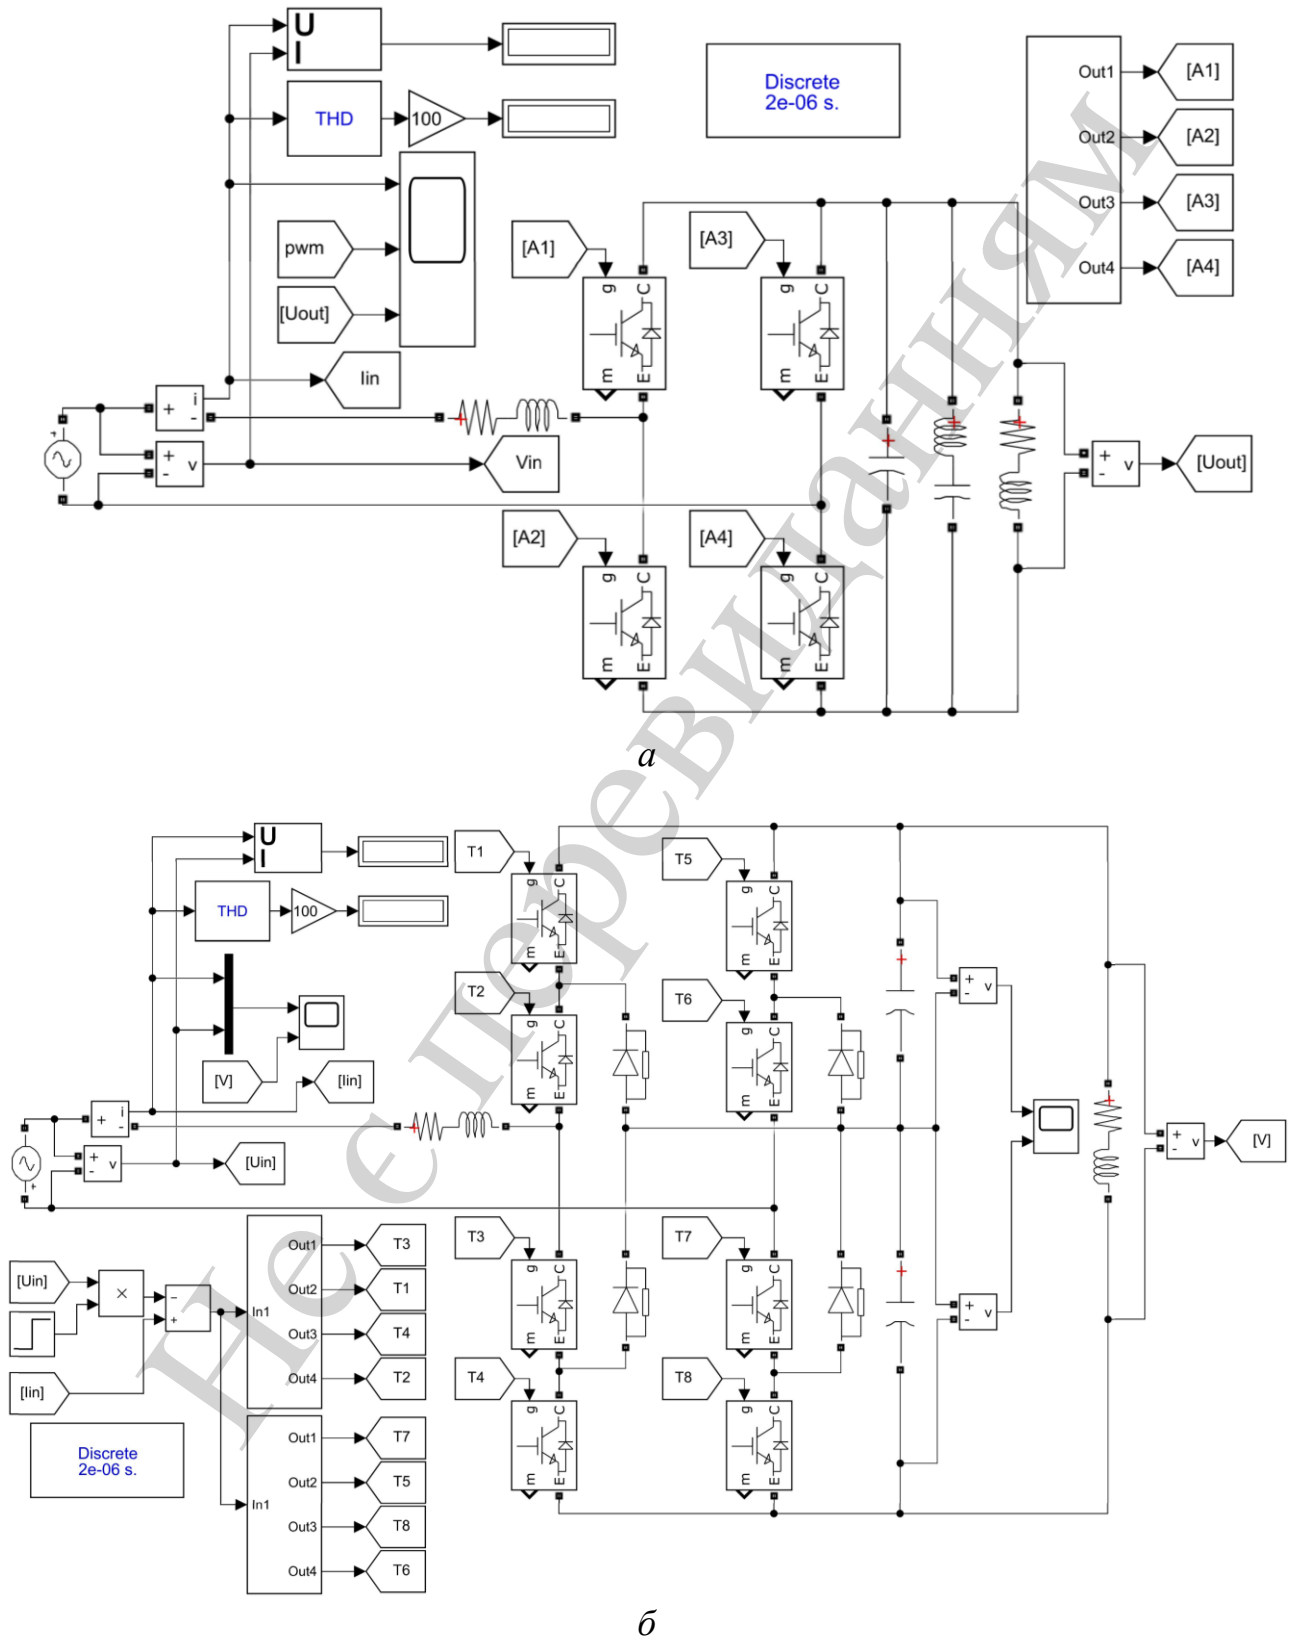 U
I
THD
100
Discrete
2e-06 s.
Out1
[A1]
Out2
[A2]
Out3
[A3]
Out4
[A4]
pwm
[Uout]
Iin
[A1]
g
C
m
E
[A3]
g
C
m
E
+
i
-
+
v
-
Vin
[A2]
g
C
m
E
[A4]
g
C
m
E
+
v
-
[Uout]
а
U
I
THD
100
[V]
[Iin]
+
i
-
+
v
-
[Uin]
T1
g
C
m
E
T5
g
C
m
E
T2
g
C
m
E
T6
g
C
m
E
+
v
-
+
v
-
[V]
T3
g
C
m
E
T7
g
C
m
E
T4
g
C
m
E
T8
g
C
m
E
+
v
-
[Uin]
×
−
+
[Iin]
In1
Out1
T3
Out2
T1
Out3
T4
Out4
T2
In1
Out1
T7
Out2
T5
Out3
T8
Out4
T6
Discrete
2e-06 s.
б
Не є перевиданням